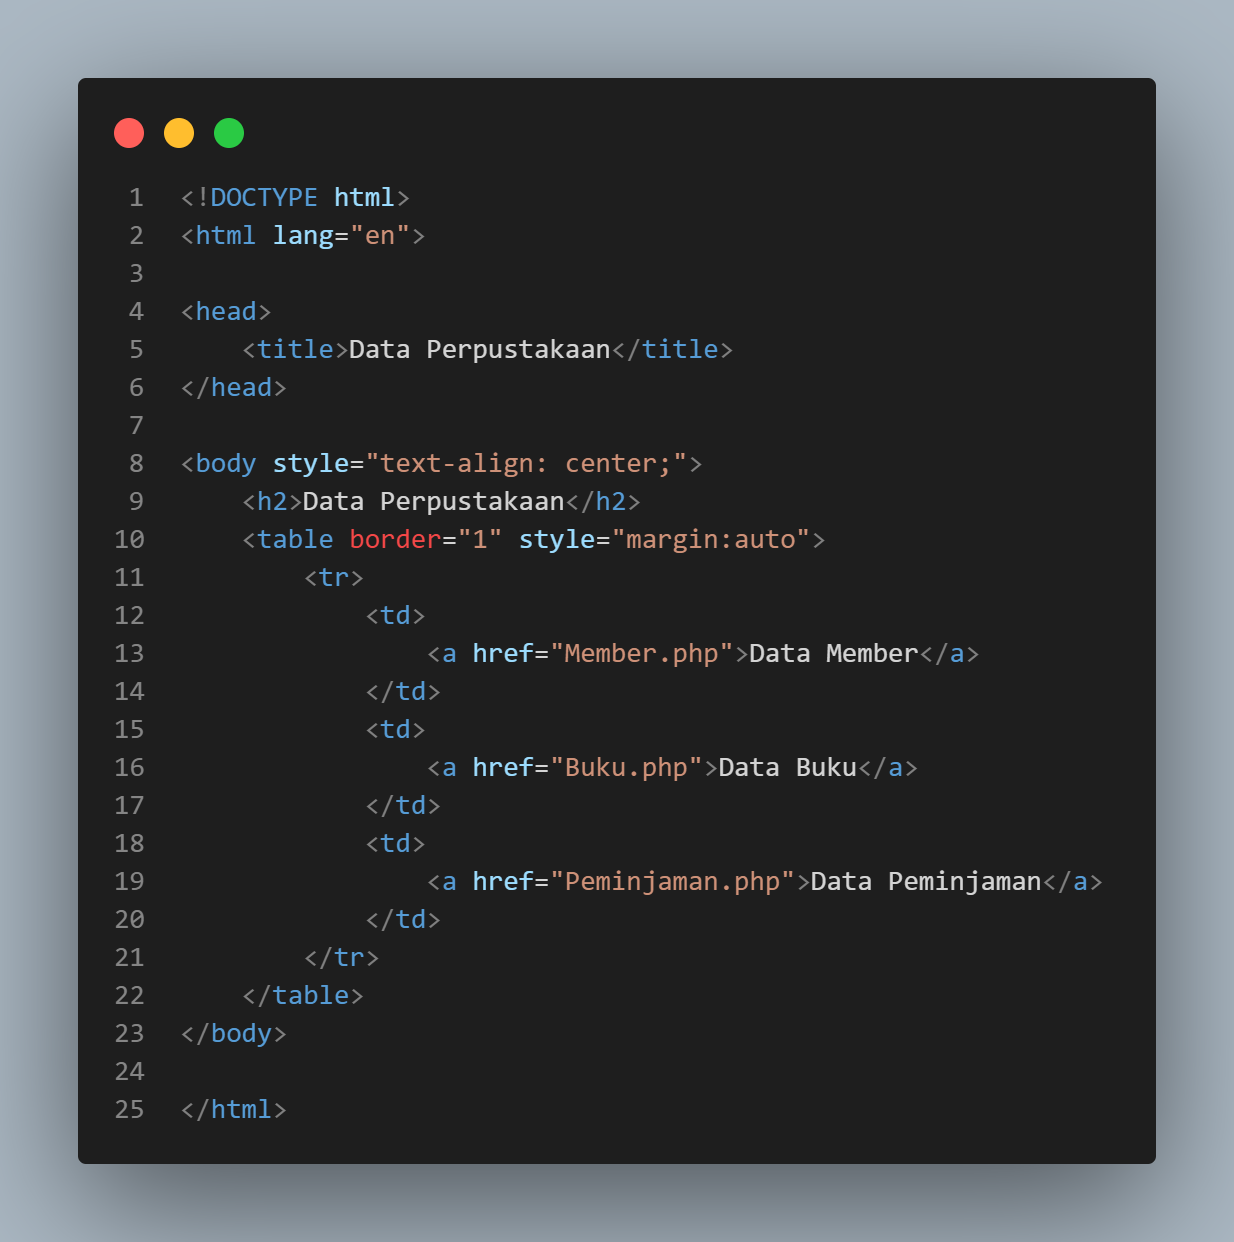 1 <!DOCTYPE html>
2 <html lang="en">
3
4 <head>
5     <title>Data Perpustakaan</title>
6 </head>
7
8 <body style="text-align: center;">
9     <h2>Data Perpustakaan</h2>
10     <table border="1" style="margin:auto">
11         <tr>
12             <td>
13                 <a href="Member.php">Data Member</a>
14             </td>
15             <td>
16                 <a href="Buku.php">Data Buku</a>
17             </td>
18             <td>
19                 <a href="Peminjaman.php">Data Peminjaman</a>
20             </td>
21         </tr>
22     </table>
23 </body>
24
25 </html>